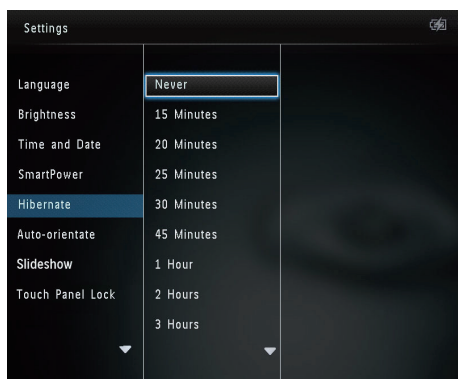 Settings
Language
Brightness
Time and Date
SmartPower
Hibernate
Auto-orientate
Slideshow
Touch Panel Lock
Never
15 Minutes
20 Minutes
25 Minutes
30 Minutes
45 Minutes
1 Hour
2 Hours
3 Hours